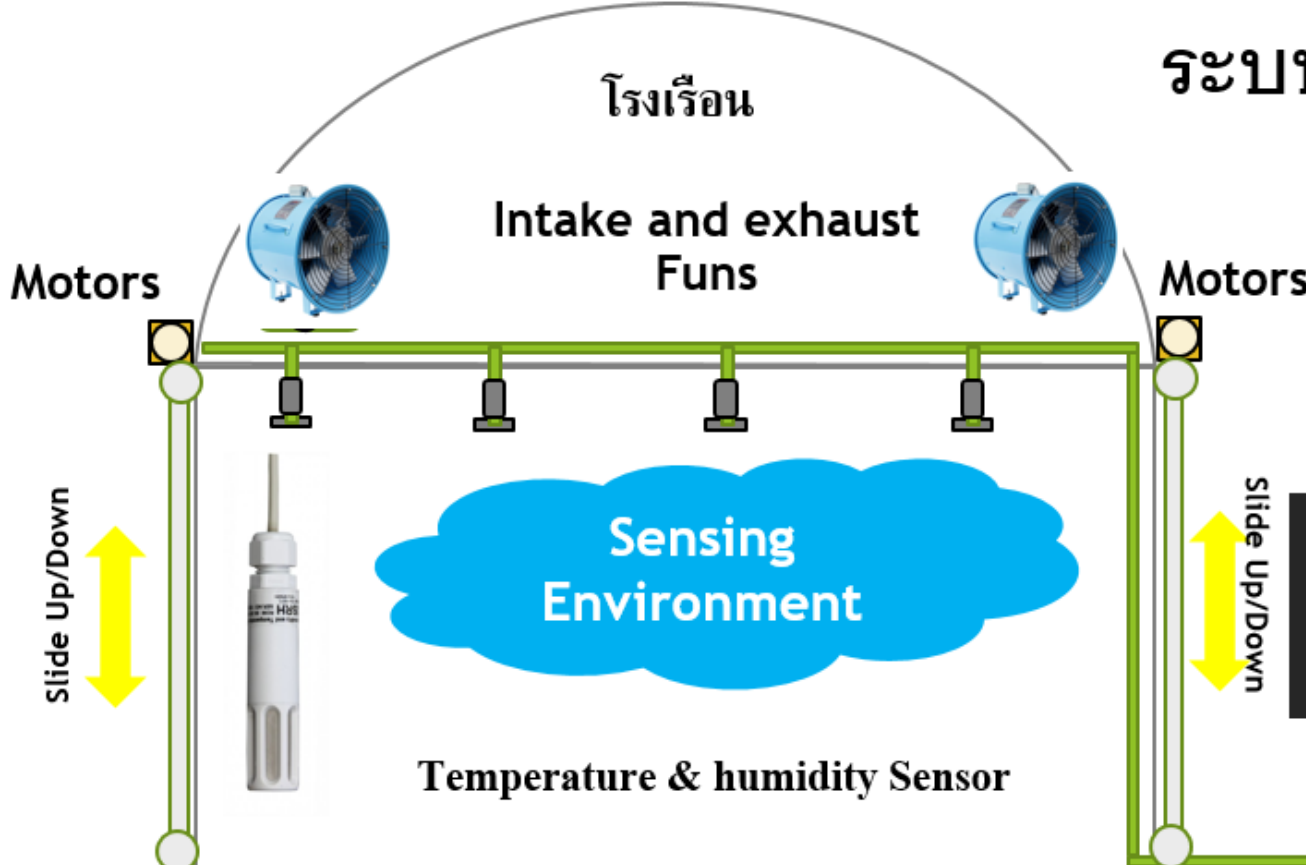 โรงเรือน
Intake and exhaust
Funs
Motors
Motors
Slide Up/Down
Sensing
Environment
Slide Up/Down
SRH
Temperature & humidity Sensor